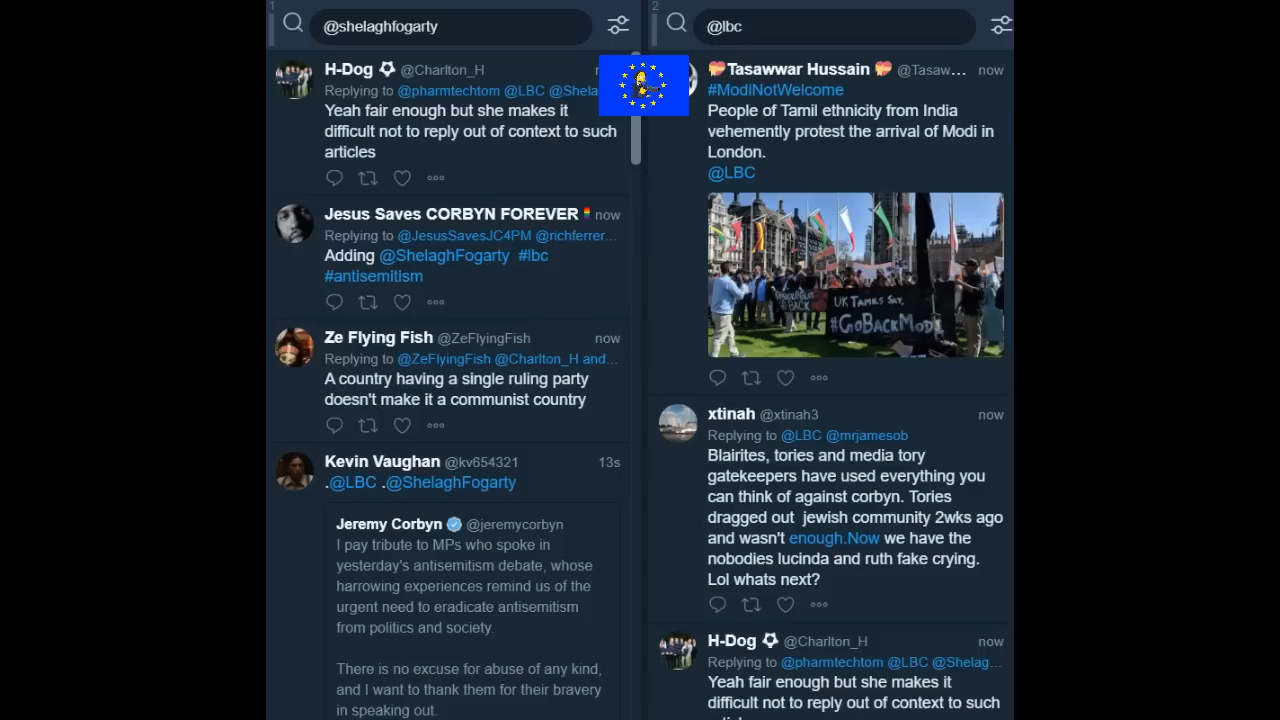 1
@shelaghfogarty
H-Dog @Charlton_H
Replying to @pharmtechtom @LBC
Yeah fair enough but she makes it
difficult not to reply out of context to such
articles
Jesus Saves CORBYN FOREVER now
Replying to @JesusSavesJC4PM @nchferrer...
Adding @ShelaghFogarty #lbc
#antisemitism
Ze Flying Fish @ZeFlyingFish now
Replying to @ZeFlyingFish @Charlton_H and...
A country having a single ruling party
doesn't make it a communist country
Kevin Vaughan @kv654321 13s
.@LBC .@ShelaghFogarty
Jeremy Corbyn @jeremycorbyn
I pay tribute to MPs who spoke in
yesterday's antisemitism debate, whose
harrowing experiences remind us of the
urgent need to eradicate antisemitism
from politics and society.
There is no excuse for abuse of any kind,
and I want to thank them for their bravery
in speaking out.
2
@lbc
Tasawwar Hussain @Tasaw... now
#ModiNotWelcome
People of Tamil ethnicity from India
vehemently protest the arrival of Modi in
London.
@LBC
UK TAMILS SAY,
#GOBACKMODI
xtinah @xtinah3 now
Replying to @LBC @mrjamesob
Blairites, tories and media tory
gatekeepers have used everything you
can think of against corbyn. Tories
dragged out jewish community 2wks ago
and wasn't enough.Now we have the
nobodies lucinda and ruth fake crying.
Lol whats next?
H-Dog @Charlton_H now
Replying to @pharmtechtom @LBC @Shelag...
Yeah fair enough but she makes it
difficult not to reply out of context to such